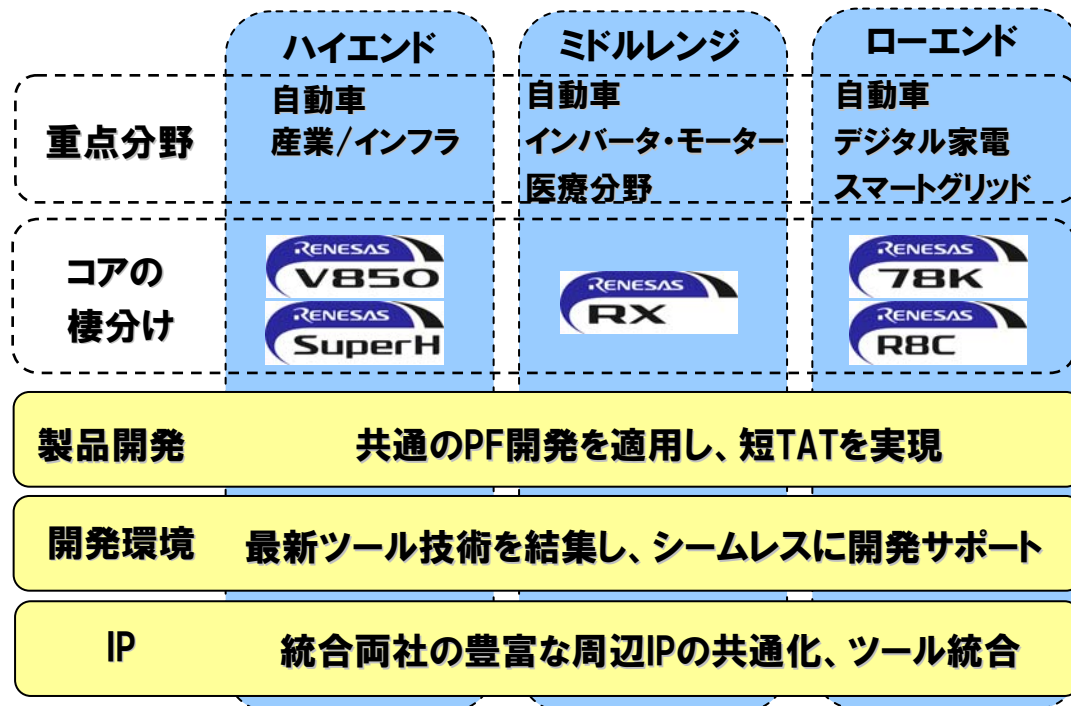 ハイエンド
ミドルレンジ
ローエンド
重点分野
自動車
産業/インフラ
自動車
インバータ・モーター
医療分野
自動車
デジタル家電
スマートグリッド
コアの
棲分け
RENESAS
V850
RENESAS
SuperH
RENESAS
RX
RENESAS
78K
RENESAS
R8C
製品開発
共通のPF開発を適用し、短TATを実現
開発環境
最新ツール技術を結集し、シームレスに開発サポート
IP
統合両社の豊富な周辺IPの共通化、ツール統合